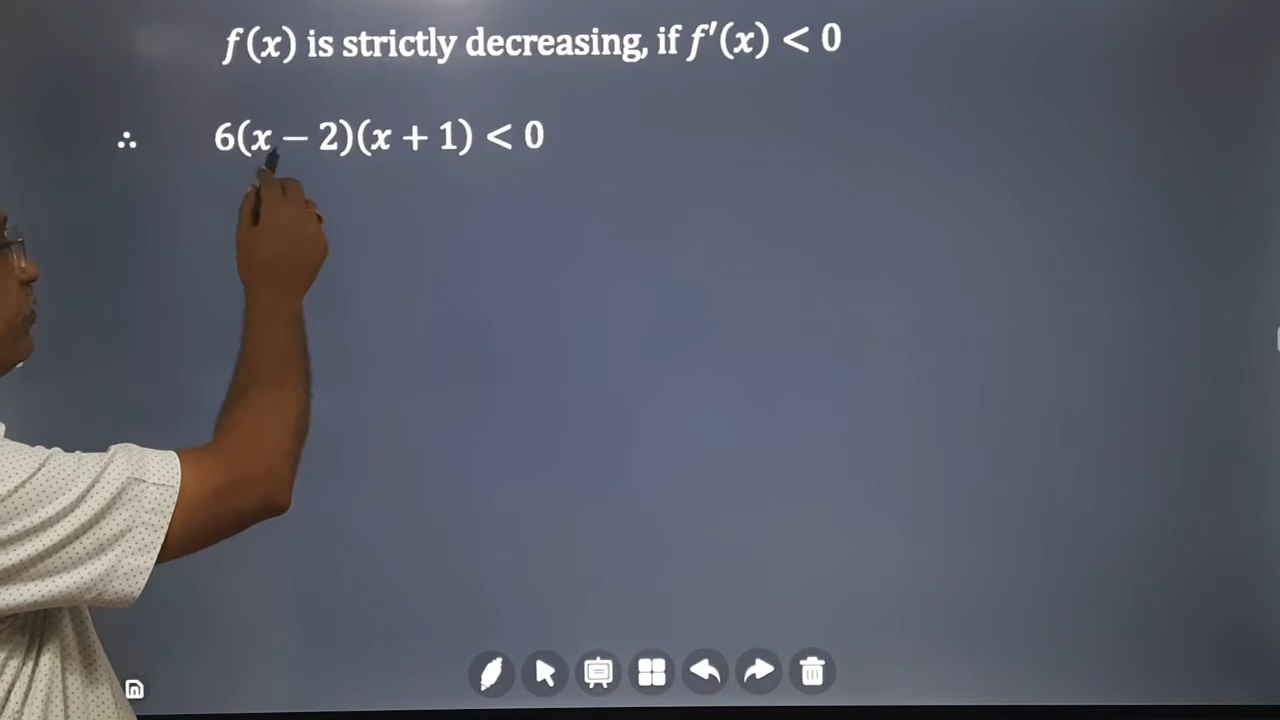 f(x) is strictly decreasing, if f′(x) < 0
∴ 6(x − 2)(x + 1) < 0